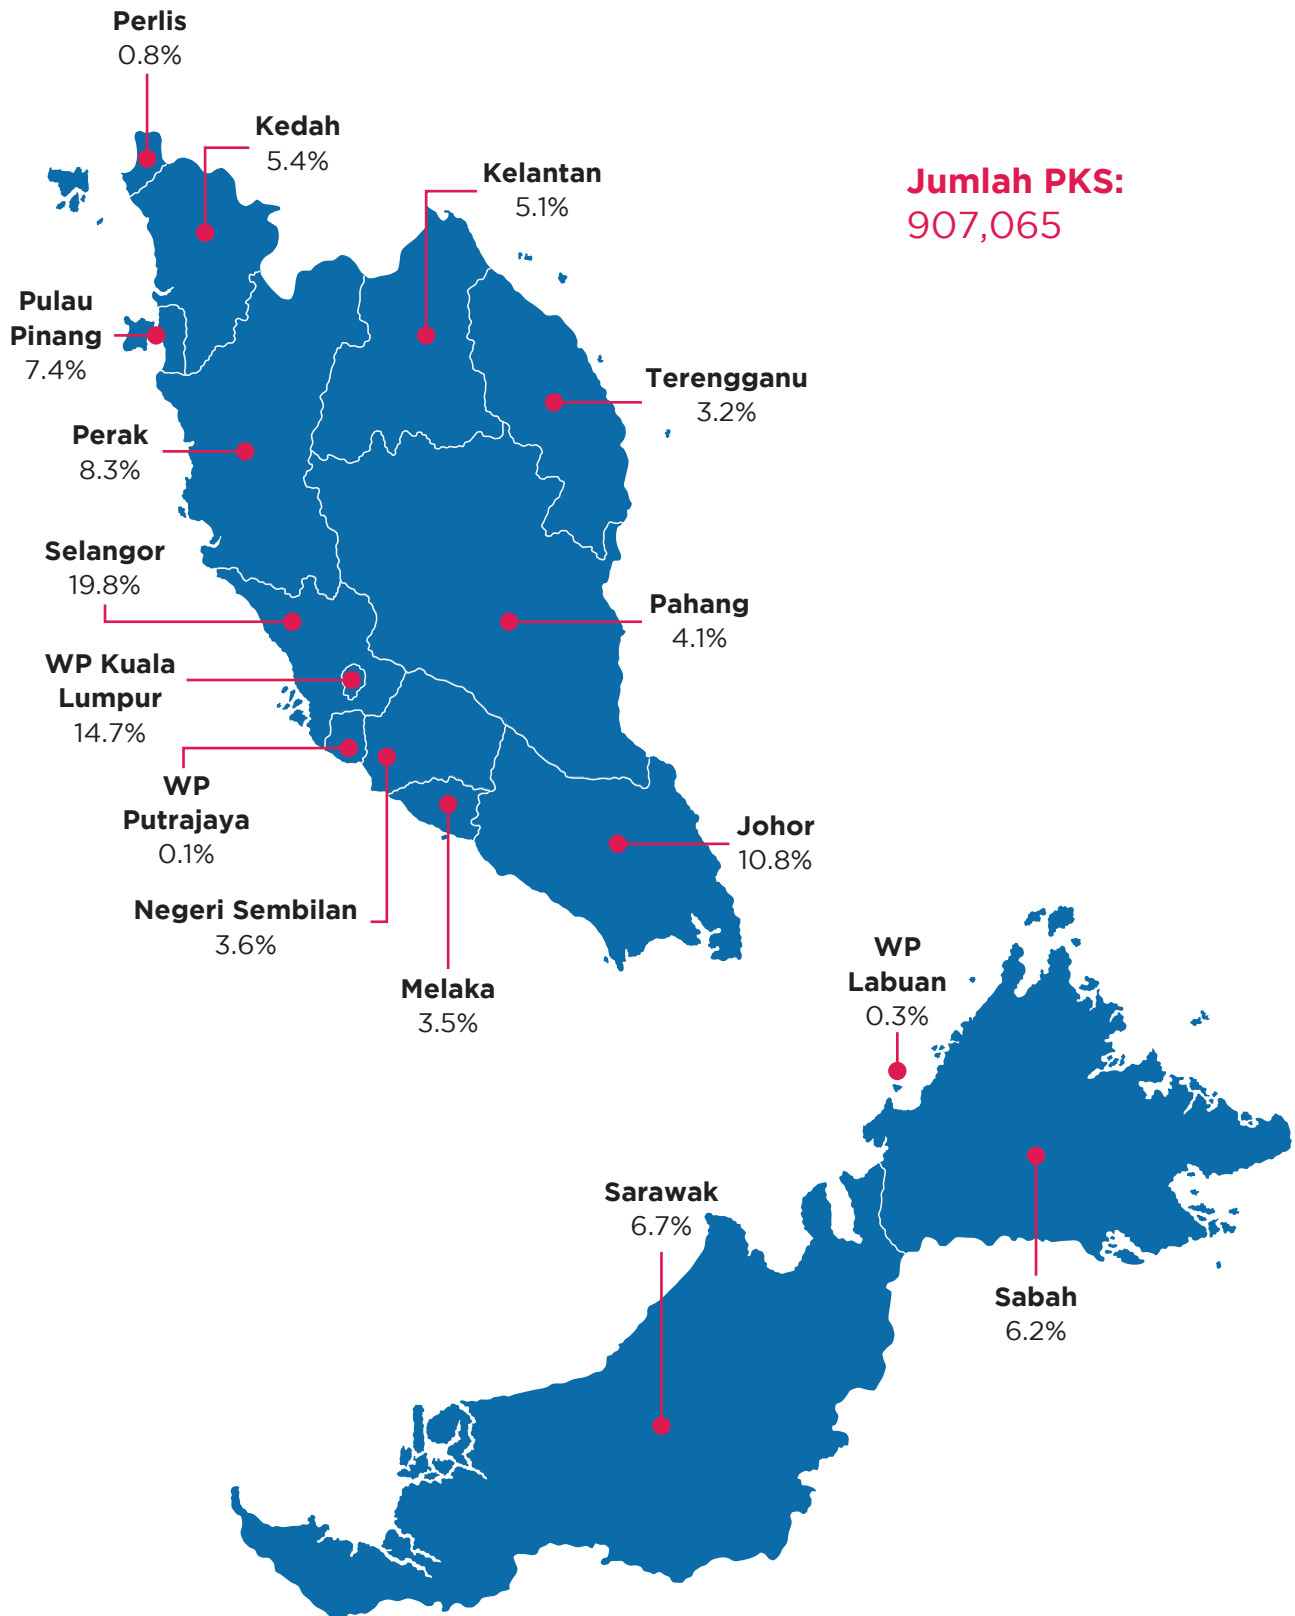 Perlis
0.8%
Kedah
5.4%
Kelantan
5.1%
Jumlah PKS:
907,065
Pulau
Pinang
7.4%
Terengganu
3.2%
Perak
8.3%
Selangor
19.8%
Pahang
4.1%
WP Kuala
Lumpur
14.7%
WP
Putrajaya
0.1%
Johor
10.8%
Negeri Sembilan
3.6%
Melaka
3.5%
WP
Labuan
0.3%
Sarawak
6.7%
Sabah
6.2%